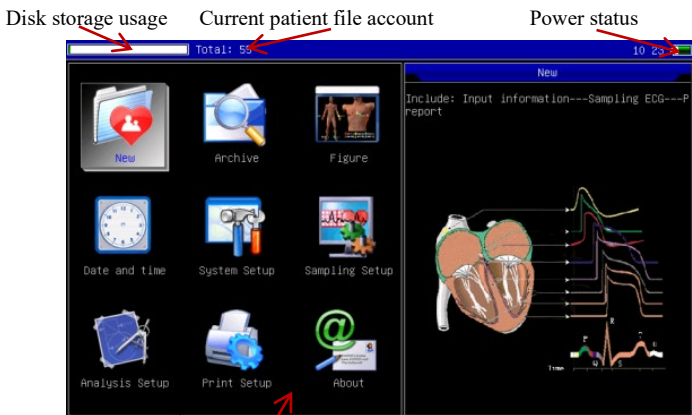 Disk storage usage
Current patient file account
Power status
Total: 55
10 23
New
Include: Input information---Sampling ECG---P
report
New
Archive
Figure
Date and time
System Setup
Sampling Setup
Analysis Setup
Print Setup
About
R
P
Q
S
Time